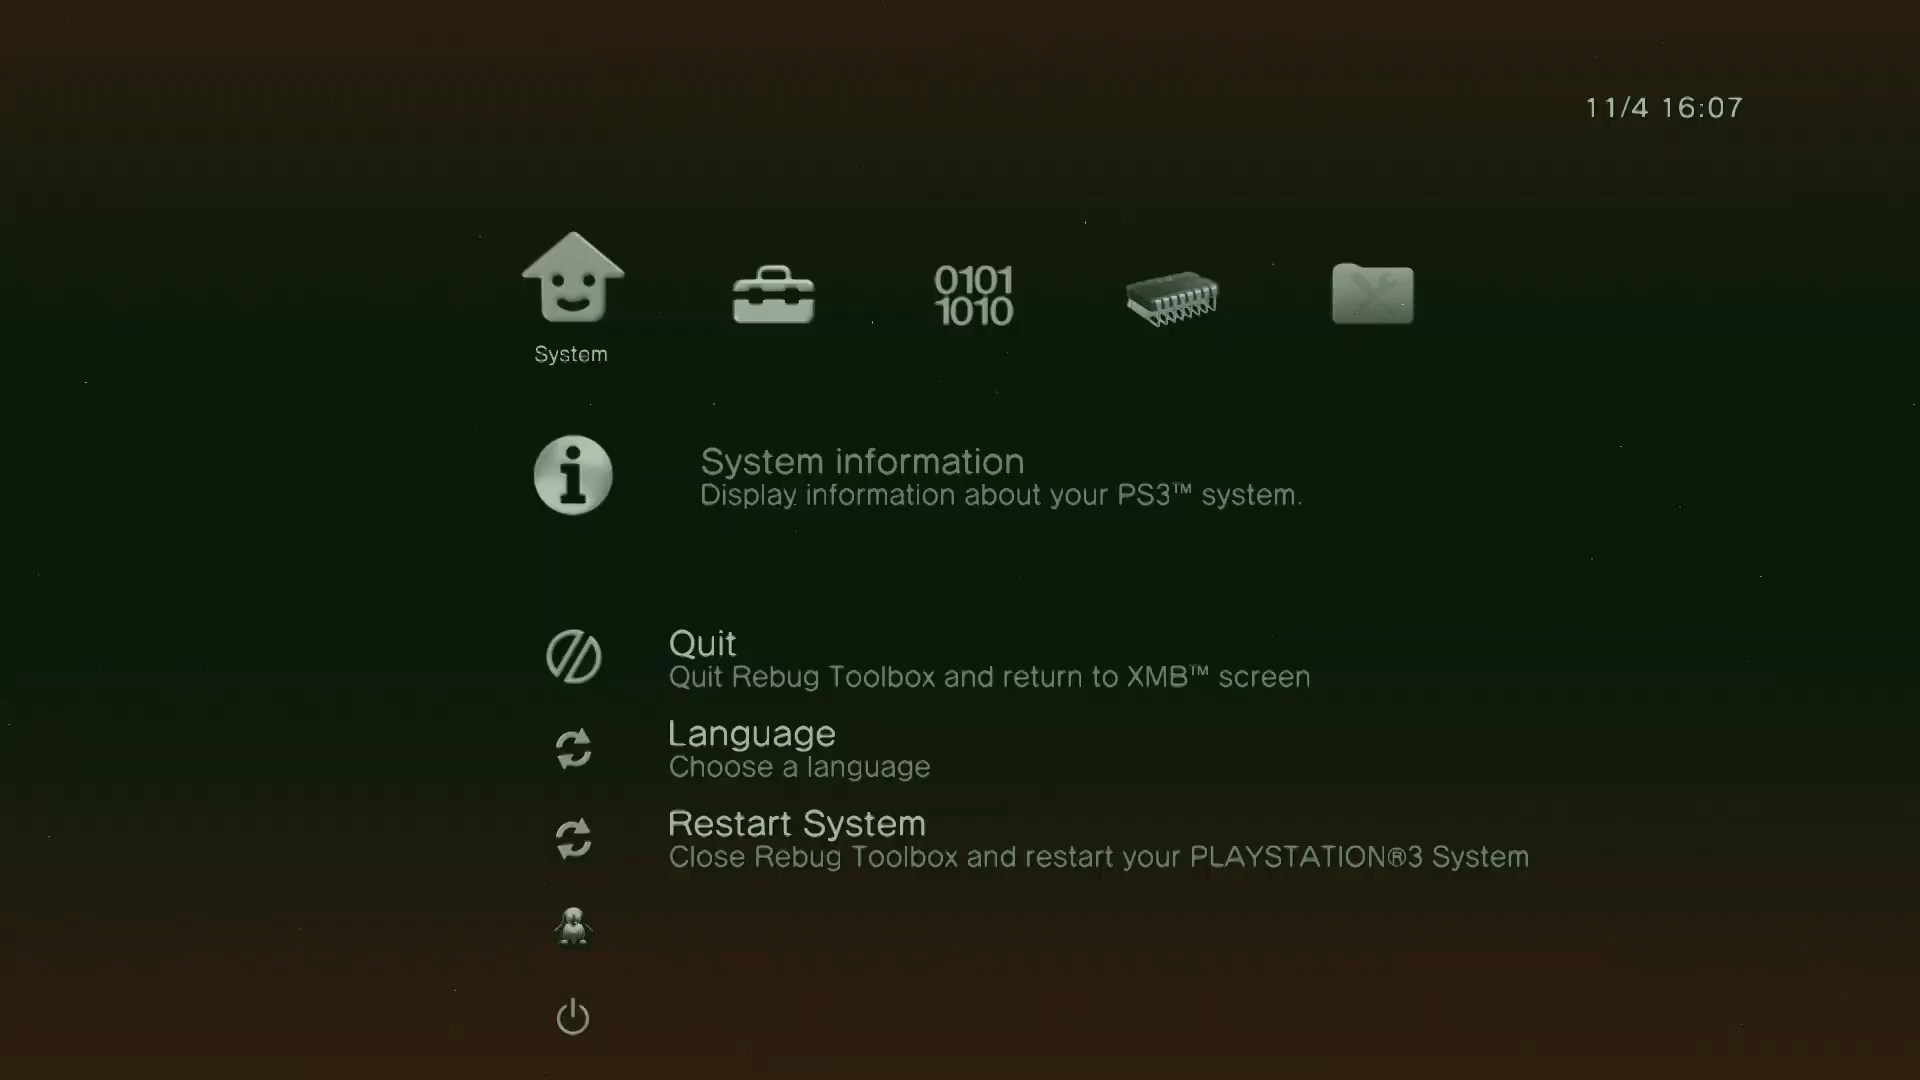 11/4 16:07
0101
1010
System
System information
Display information about your PS3™ system.
Quit
Quit Rebug Toolbox and return to XMB™ screen
Language
Choose a language
Restart System
Close Rebug Toolbox and restart your PLAYSTATION®3 System